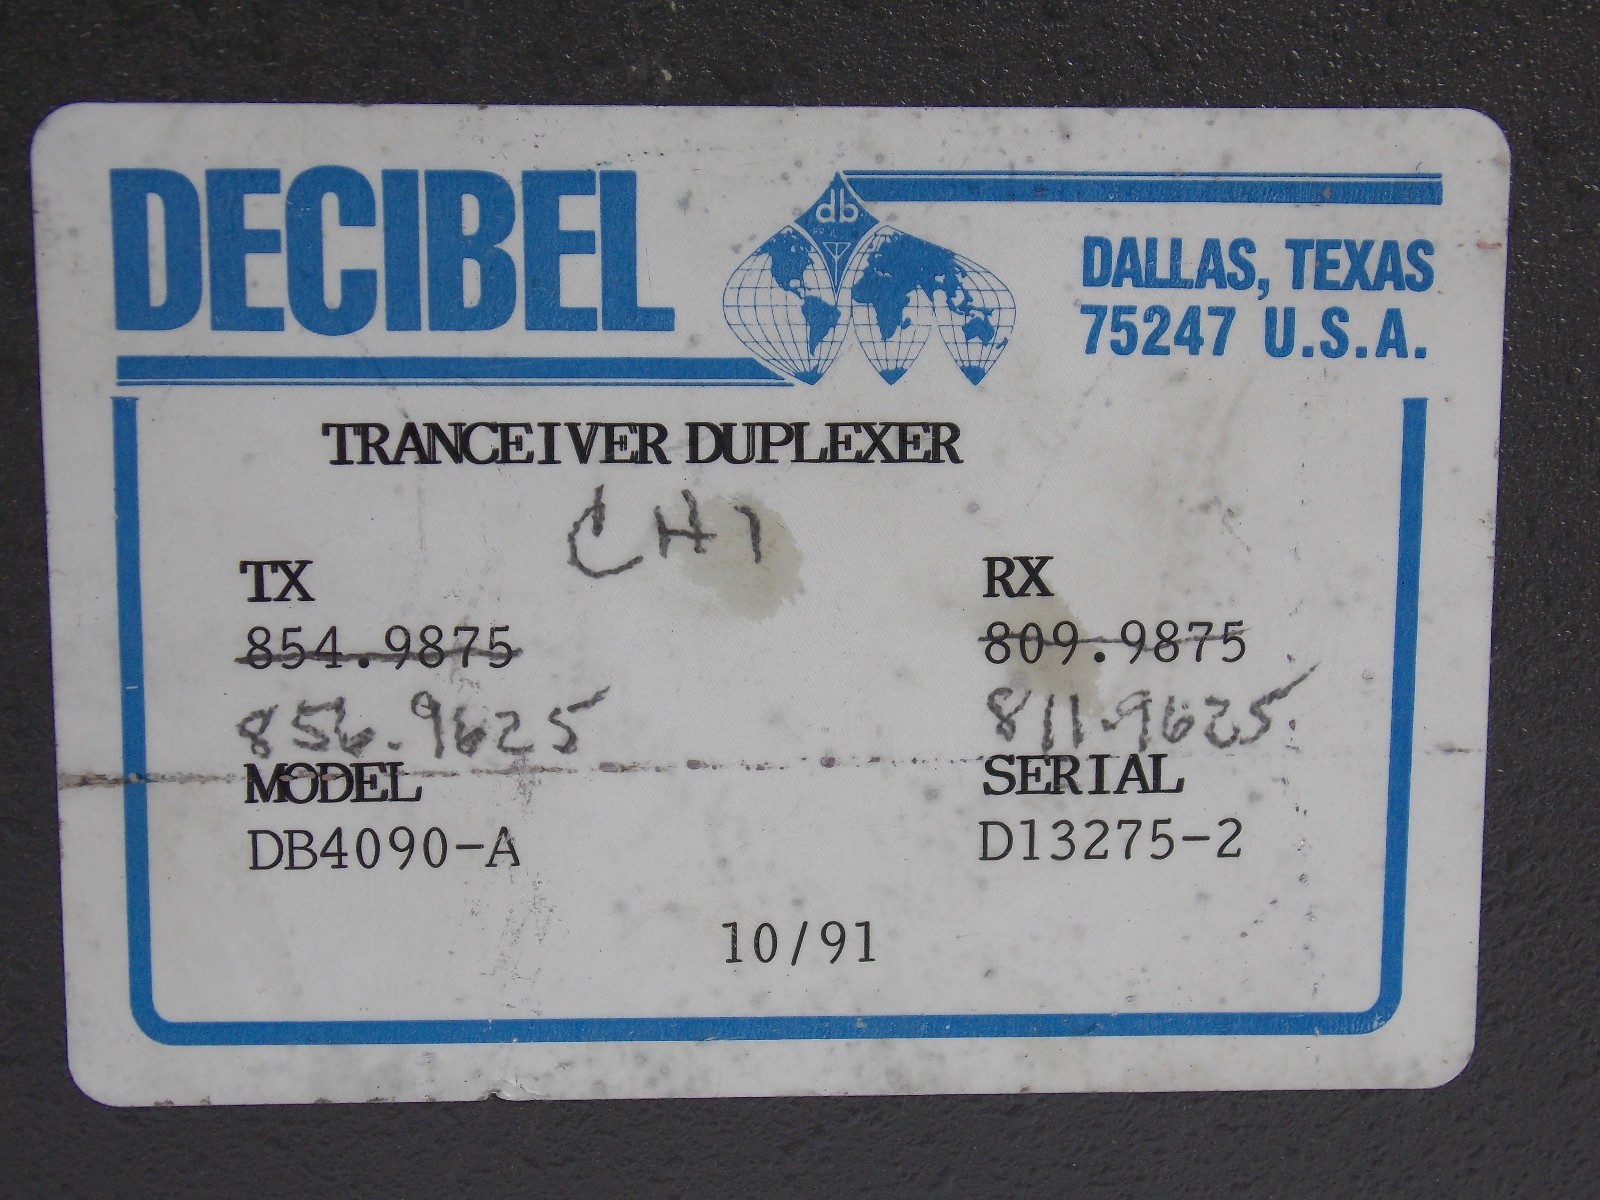 DECIBEL
db
DALLAS, TEXAS
75247 U.S.A.
TRANCEIVER DUPLEXER
CH1
TX RX
854.9875 809.9875
856.9625 811.9625
MODEL SERIAL
DB4090-A D13275-2
10/91